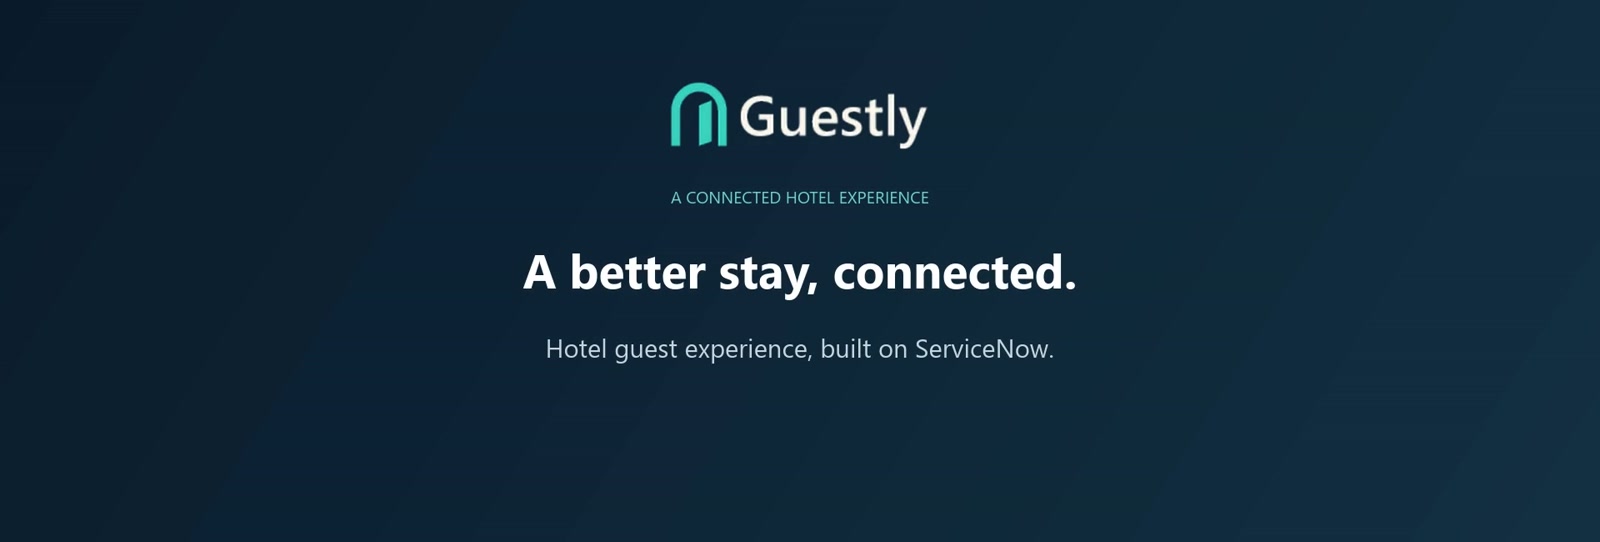 Guestly
A CONNECTED HOTEL EXPERIENCE
A better stay, connected.
Hotel guest experience, built on ServiceNow.